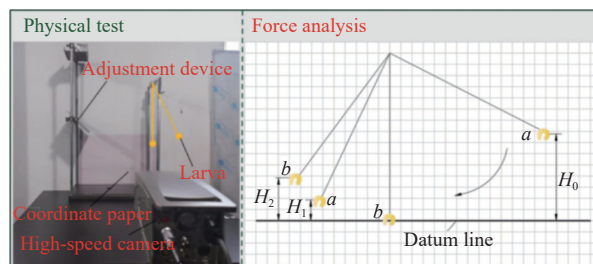 Physical test
Force analysis
Adjustment device
Larva
Coordinate paper
High-speed camera
a
b
H₂
H₁
a
b
H₀
Datum line